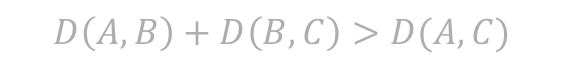 D(A, B) + D(B, C) > D(A, C)